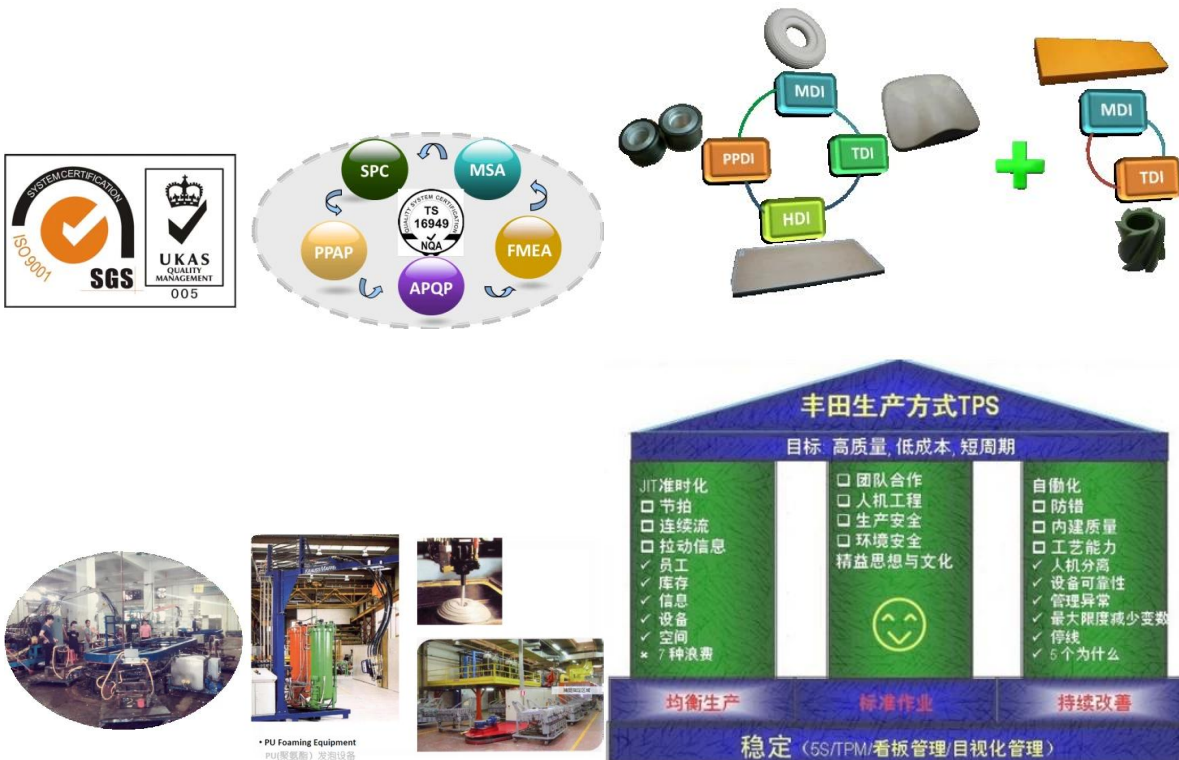 SYSTEM CERTIFICATION
ISO 9001
SGS
UKAS
QUALITY
MANAGEMENT
005
SPC
MSA
QUALITY SYSTEM CERTIFICATION
TS
16949
NQA
PPAP
FMEA
APQP
MDI
PPDI
TDI
HDI
MDI
TDI
• PU Foaming Equipment
PU(聚氨酯)发泡设备
丰田生产方式TPS
目标 高质量, 低成本, 短周期
JIT准时化
□ 节拍
□ 连续流
□ 拉动信息
✓ 员工
✓ 库存
✓ 信息
✓ 设备
✓ 空间
× 7种浪费
❑ 团队合作
❑ 人机工程
❑ 生产安全
❑ 环境安全
精益思想与文化
自働化
□ 防错
□ 内建质量
□ 工艺能力
✓ 人机分离
✓ 设备可靠性
✓ 管理异常
✓ 最大限度减少变数
✓ 停线
✓ 5个为什么
均衡生产
标准作业
持续改善
稳定(5S/TPM/看板管理/目视化管理)